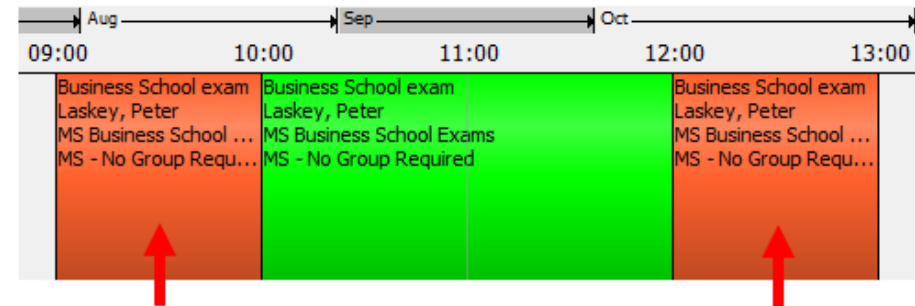 Aug Sep Oct
09:00 10:00 11:00 12:00 13:00
Business School exam
Laskey, Peter
MS Business School ...
MS - No Group Requ...
Business School exam
Laskey, Peter
MS Business School Exams
MS - No Group Required
Business School exam
Laskey, Peter
MS Business School ...
MS - No Group Requ...